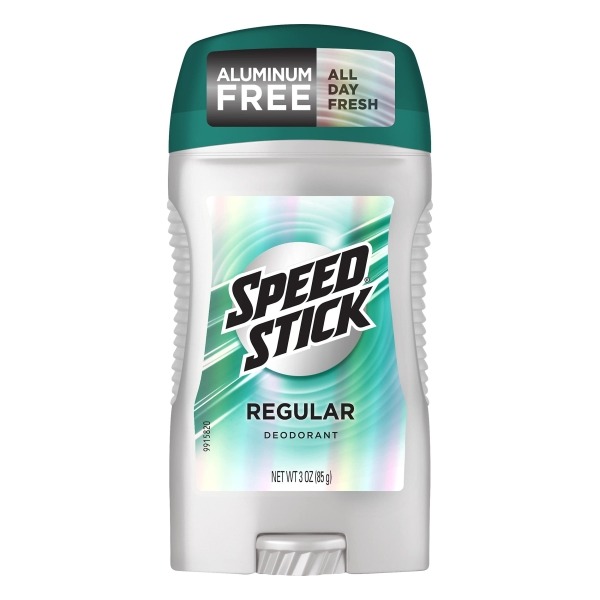 ALUMINUM
FREE
ALL
DAY
FRESH
SPEED
STICK®
REGULAR
DEODORANT
9915820
NET WT 3 OZ (85 g)